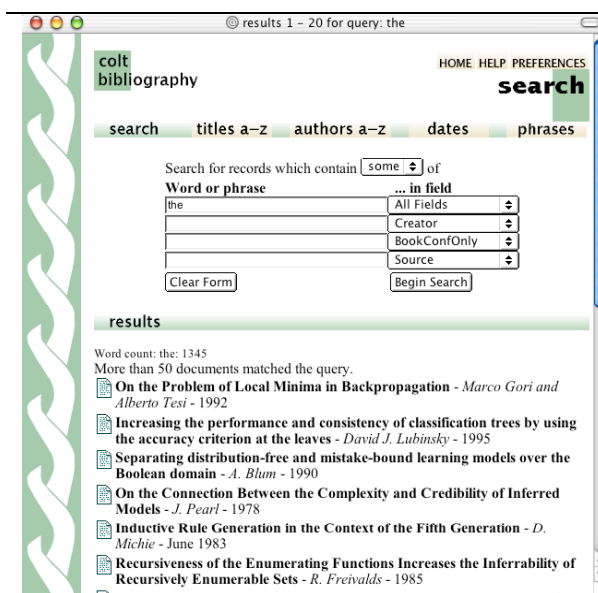 results 1 - 20 for query: the
colt
bibliography
HOME HELP PREFERENCES
search
search titles a-z authors a-z dates phrases
Search for records which contain some of
Word or phrase ... in field
the All Fields
Creator
BookConfOnly
Source
Clear Form Begin Search
results
Word count: the: 1345
More than 50 documents matched the query.
On the Problem of Local Minima in Backpropagation - Marco Gori and
Alberto Tesi - 1992
Increasing the performance and consistency of classification trees by using
the accuracy criterion at the leaves - David J. Lubinsky - 1995
Separating distribution-free and mistake-bound learning models over the
Boolean domain - A. Blum - 1990
On the Connection Between the Complexity and Credibility of Inferred
Models - J. Pearl - 1978
Inductive Rule Generation in the Context of the Fifth Generation - D.
Michie - June 1983
Recursiveness of the Enumerating Functions Increases the Inferrability of
Recursively Enumerable Sets - R. Freivalds - 1985